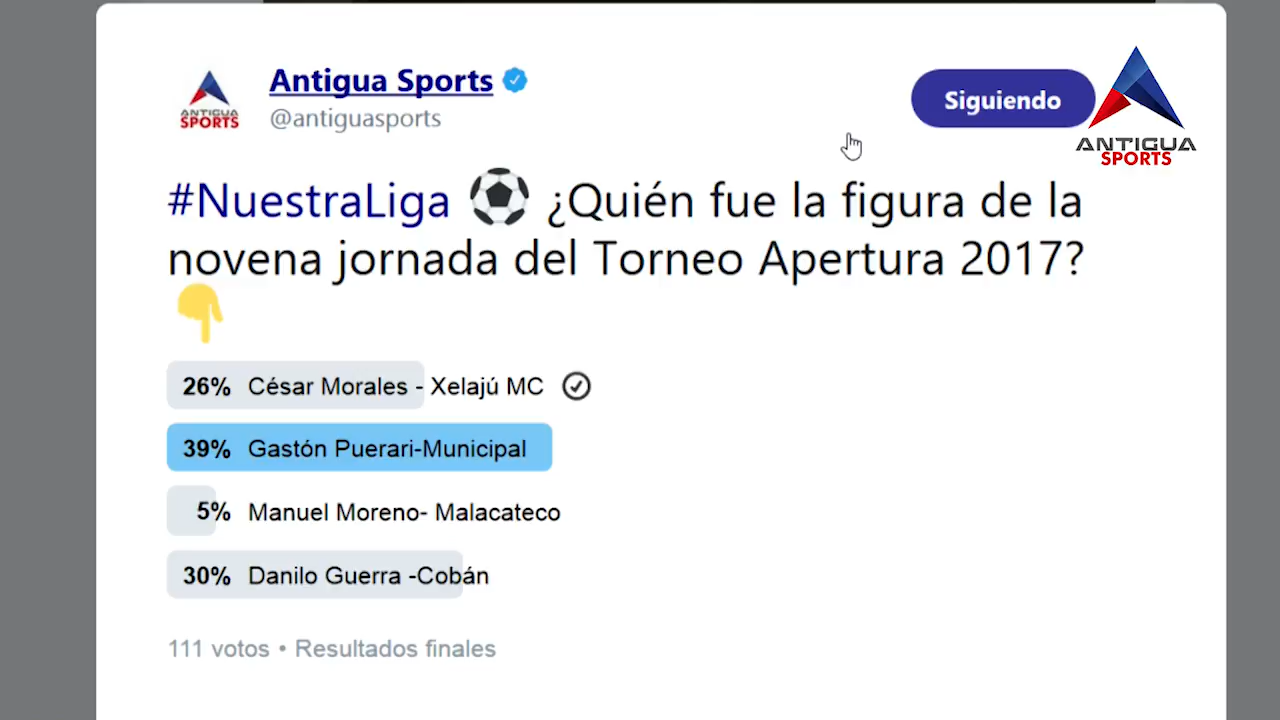 Antigua Sports
@antiguasports
Siguiendo
ANTIGUA
SPORTS
ANTIGUA
SPORTS
#NuestraLiga ⚽ ¿Quién fue la figura de la
novena jornada del Torneo Apertura 2017?
👇
26% César Morales - Xelajú MC
39% Gastón Puerari-Municipal
5% Manuel Moreno- Malacateco
30% Danilo Guerra -Cobán
111 votos • Resultados finales